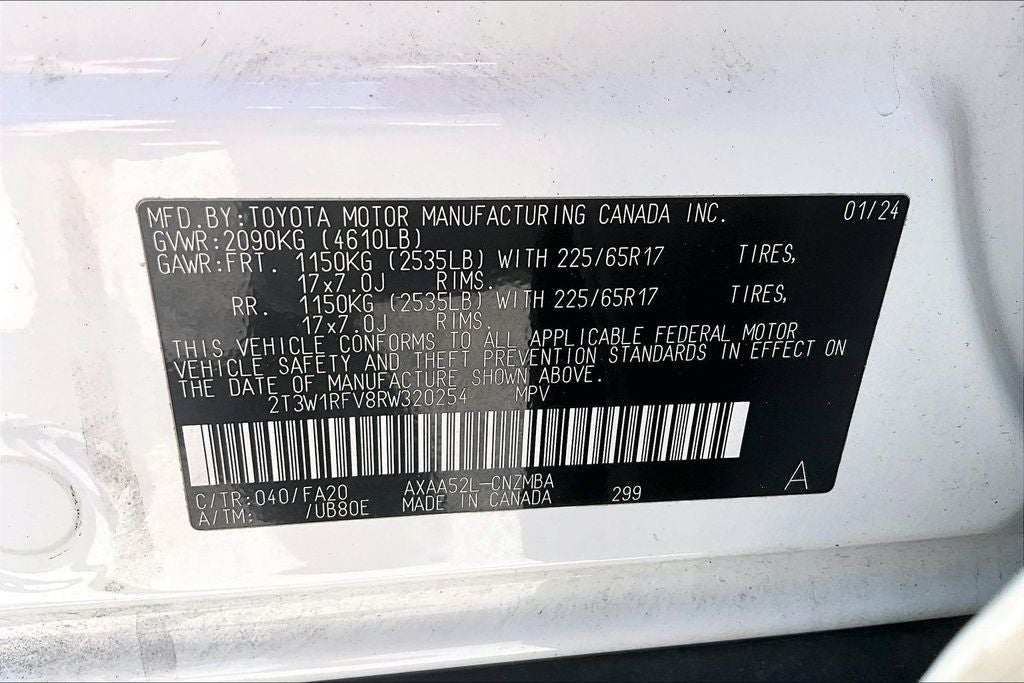 MFD.BY:TOYOTA MOTOR MANUFACTURING CANADA INC. 01/24
GVWR:2090KG (4610LB)
GAWR:FRT. 1150KG (2535LB) WITH 225/65R17 TIRES,
17x7.0J RIMS.
RR. 1150KG (2535LB) WITH 225/65R17 TIRES,
17x7.0J RIMS.
THIS VEHICLE CONFORMS TO ALL APPLICABLE FEDERAL MOTOR
VEHICLE SAFETY AND THEFT PREVENTION STANDARDS IN EFFECT ON
THE DATE OF MANUFACTURE SHOWN ABOVE.
2T3W1RFV8RW320254 MPV
C/TR:040/FA20 AXAA52L-CNZMBA 299 A
A/TM: /UB80E MADE IN CANADA